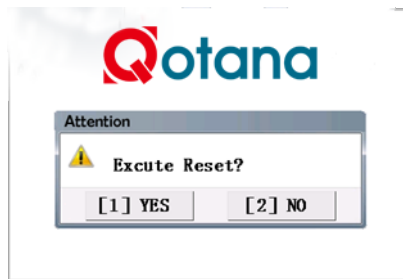 Qotana
Attention
Excute Reset?
[1] YES
[2] NO